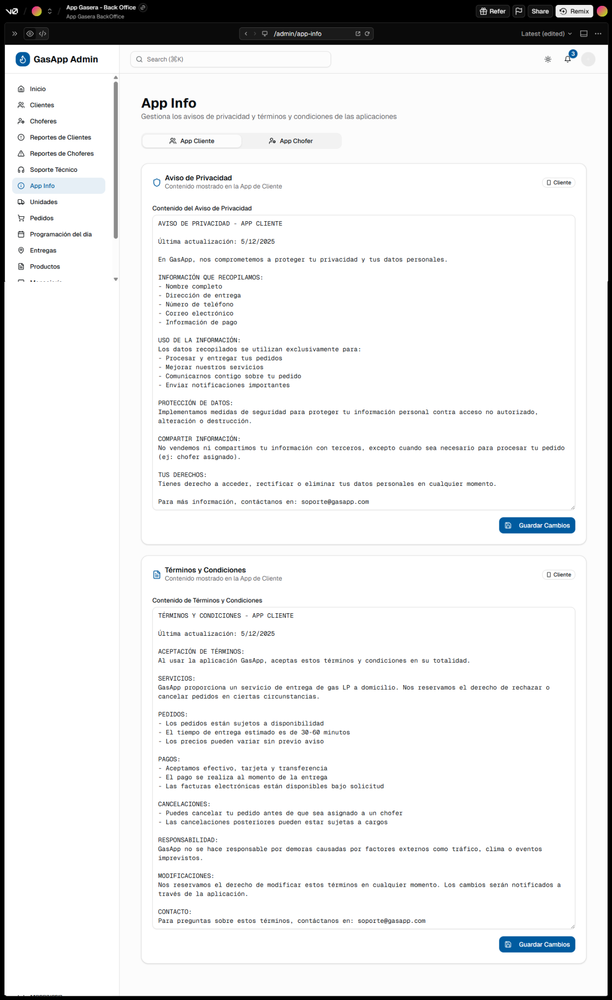 v0
App Gasera - Back Office
App Gasera BackOffice
Refer
Share
Remix
/admin/app-info
Latest (edited)
GasApp Admin
Search (⌘K)
3
Inicio
Clientes
Choferes
Reportes de Clientes
Reportes de Choferes
Soporte Técnico
App Info
Unidades
Pedidos
Programación del día
Entregas
Productos
App Info
Gestiona los avisos de privacidad y términos y condiciones de las aplicaciones
App Cliente
App Chofer
Aviso de Privacidad
Contenido mostrado en la App de Cliente
Cliente
Contenido del Aviso de Privacidad
AVISO DE PRIVACIDAD - APP CLIENTE
Última actualización: 5/12/2025
En GasApp, nos comprometemos a proteger tu privacidad y tus datos personales.
INFORMACIÓN QUE RECOPILAMOS:
- Nombre completo
- Dirección de entrega
- Número de teléfono
- Correo electrónico
- Información de pago
USO DE LA INFORMACIÓN:
Los datos recopilados se utilizan exclusivamente para:
- Procesar y entregar tus pedidos
- Mejorar nuestros servicios
- Comunicarnos contigo sobre tu pedido
- Enviar notificaciones importantes
PROTECCIÓN DE DATOS:
Implementamos medidas de seguridad para proteger tu información personal contra acceso no autorizado,
alteración o destrucción.
COMPARTIR INFORMACIÓN:
No vendemos ni compartimos tu información con terceros, excepto cuando sea necesario para procesar tu pedido
(ej: chofer asignado).
TUS DERECHOS:
Tienes derecho a acceder, rectificar o eliminar tus datos personales en cualquier momento.
Para más información, contáctanos en: soporte@gasapp.com
Guardar Cambios
Términos y Condiciones
Contenido mostrado en la App de Cliente
Cliente
Contenido de Términos y Condiciones
TÉRMINOS Y CONDICIONES - APP CLIENTE
Última actualización: 5/12/2025
ACEPTACIÓN DE TÉRMINOS:
Al usar la aplicación GasApp, aceptas estos términos y condiciones en su totalidad.
SERVICIOS:
GasApp proporciona un servicio de entrega de gas LP a domicilio. Nos reservamos el derecho de rechazar o
cancelar pedidos en ciertas circunstancias.
PEDIDOS:
- Los pedidos están sujetos a disponibilidad
- El tiempo de entrega estimado es de 30-60 minutos
- Los precios pueden variar sin previo aviso
PAGOS:
- Aceptamos efectivo, tarjeta y transferencia
- El pago se realiza al momento de la entrega
- Las facturas electrónicas están disponibles bajo solicitud
CANCELACIONES:
- Puedes cancelar tu pedido antes de que sea asignado a un chofer
- Las cancelaciones posteriores pueden estar sujetas a cargos
RESPONSABILIDAD:
GasApp no se hace responsable por demoras causadas por factores externos como tráfico, clima o eventos
imprevistos.
MODIFICACIONES:
Nos reservamos el derecho de modificar estos términos en cualquier momento. Los cambios serán notificados a
través de la aplicación.
CONTACTO:
Para preguntas sobre estos términos, contáctanos en: soporte@gasapp.com
Guardar Cambios